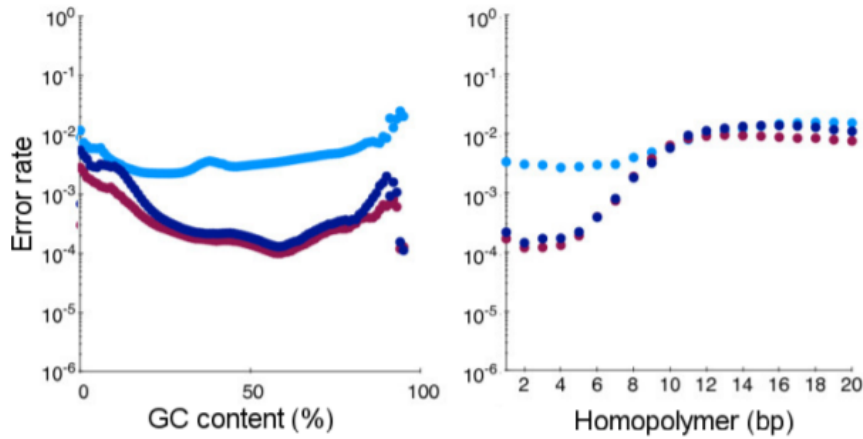 10⁰ 10⁰
10⁻¹ 10⁻¹
10⁻² 10⁻²
10⁻³ 10⁻³
10⁻⁴ 10⁻⁴
10⁻⁵ 10⁻⁵
10⁻⁶ 10⁻⁶
Error rate
0 50 100 2 4 6 8 10 12 14 16 18 20
GC content (%) Homopolymer (bp)